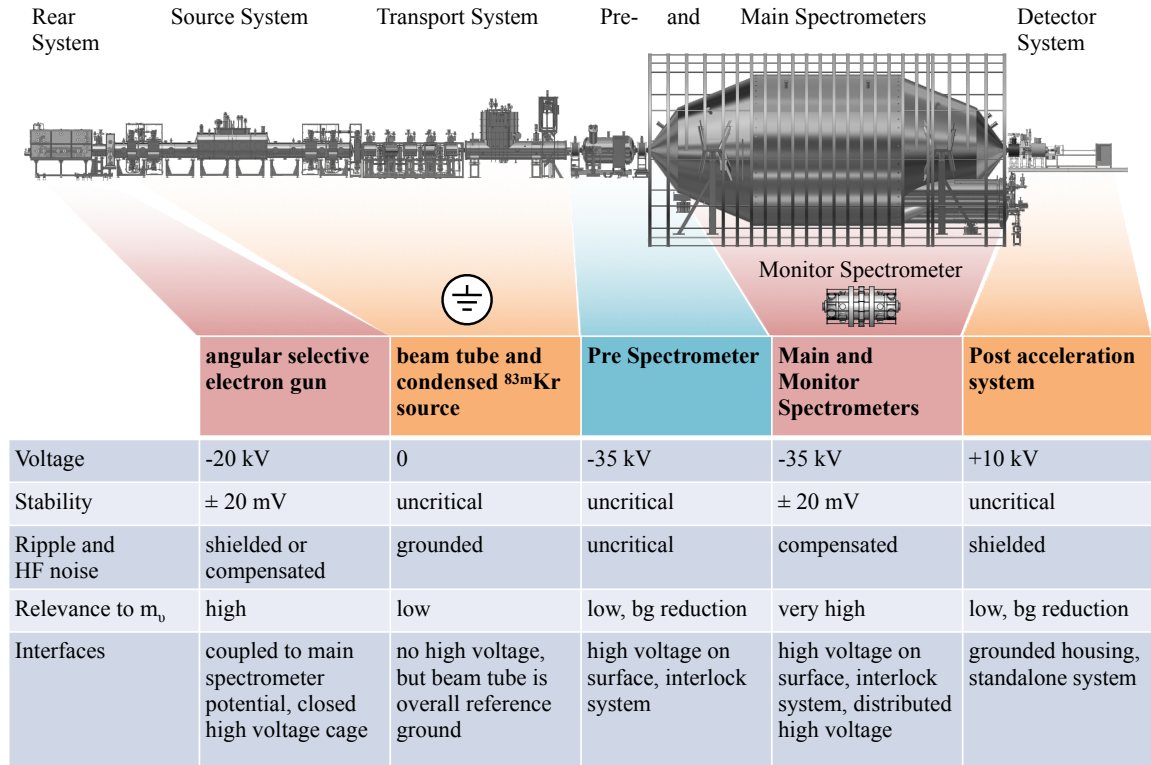 Rear System
Source System
Transport System
Pre- and Main Spectrometers
Detector System
Monitor Spectrometer
angular selective electron gun
beam tube and condensed ⁸³ᵐKr source
Pre Spectrometer
Main and Monitor Spectrometers
Post acceleration system
Voltage
-20 kV
0
-35 kV
-35 kV
+10 kV
Stability
± 20 mV
uncritical
uncritical
± 20 mV
uncritical
Ripple and HF noise
shielded or compensated
grounded
uncritical
compensated
shielded
Relevance to mᵤ
high
low
low, bg reduction
very high
low, bg reduction
Interfaces
coupled to main spectrometer potential, closed high voltage cage
no high voltage, but beam tube is overall reference ground
high voltage on surface, interlock system
high voltage on surface, interlock system, distributed high voltage
grounded housing, standalone system